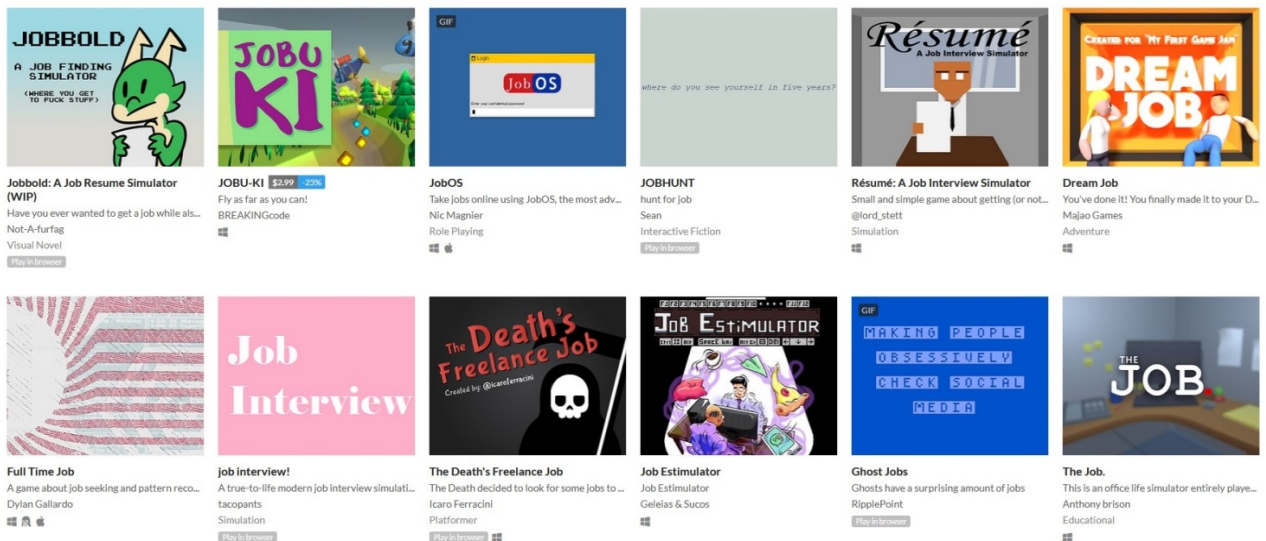 JOBBOLD
A JOB FINDING
SIMULATOR
(WHERE YOU GET
TO FUCK STUFF)
Jobbold: A Job Resume Simulator
(WIP)
Have you ever wanted to get a job while als...
Not-A-furfag
Visual Novel
Play in browser
JOBU
KI
JOBU-KI $2.99 -25%
Fly as far as you can!
BREAKINGcode
GIF
Login
Job OS
Enter your confidential password
JobOS
Take jobs online using JobOS, the most adv...
Nic Magnier
Role Playing
where do you see yourself in five years?
JOBHUNT
hunt for job
Sean
Interactive Fiction
Play in browser
Résumé
A Job Interview Simulator
Résumé: A Job Interview Simulator
Small and simple game about getting (or not...
@lord_stett
Simulation
CREATED FOR "MY FIRST GAME JAM"
DREAM
JOB
Dream Job
You've done it! You finally made it to your D...
Majao Games
Adventure
Full Time Job
A game about job seeking and pattern reco...
Dylan Gallardo
Job
Interview
job interview!
A true-to-life modern job interview simulati...
tacopants
Simulation
Play in browser
The Death's
Freelance Job
Created by: @icaroferracini
The Death's Freelance Job
The Death decided to look for some jobs to ...
Icaro Ferracini
Platformer
Play in browser
JOB ESTIMULATOR
Job Estimulator
Job Estimulator
Geleias & Sucos
GIF
MAKING PEOPLE
OBSESSIVELY
CHECK SOCIAL
MEDIA
Ghost Jobs
Ghosts have a surprising amount of jobs
RipplePoint
Play in browser
THE
JOB.
The Job.
This is an office life simulator entirely playe...
Anthony brison
Educational